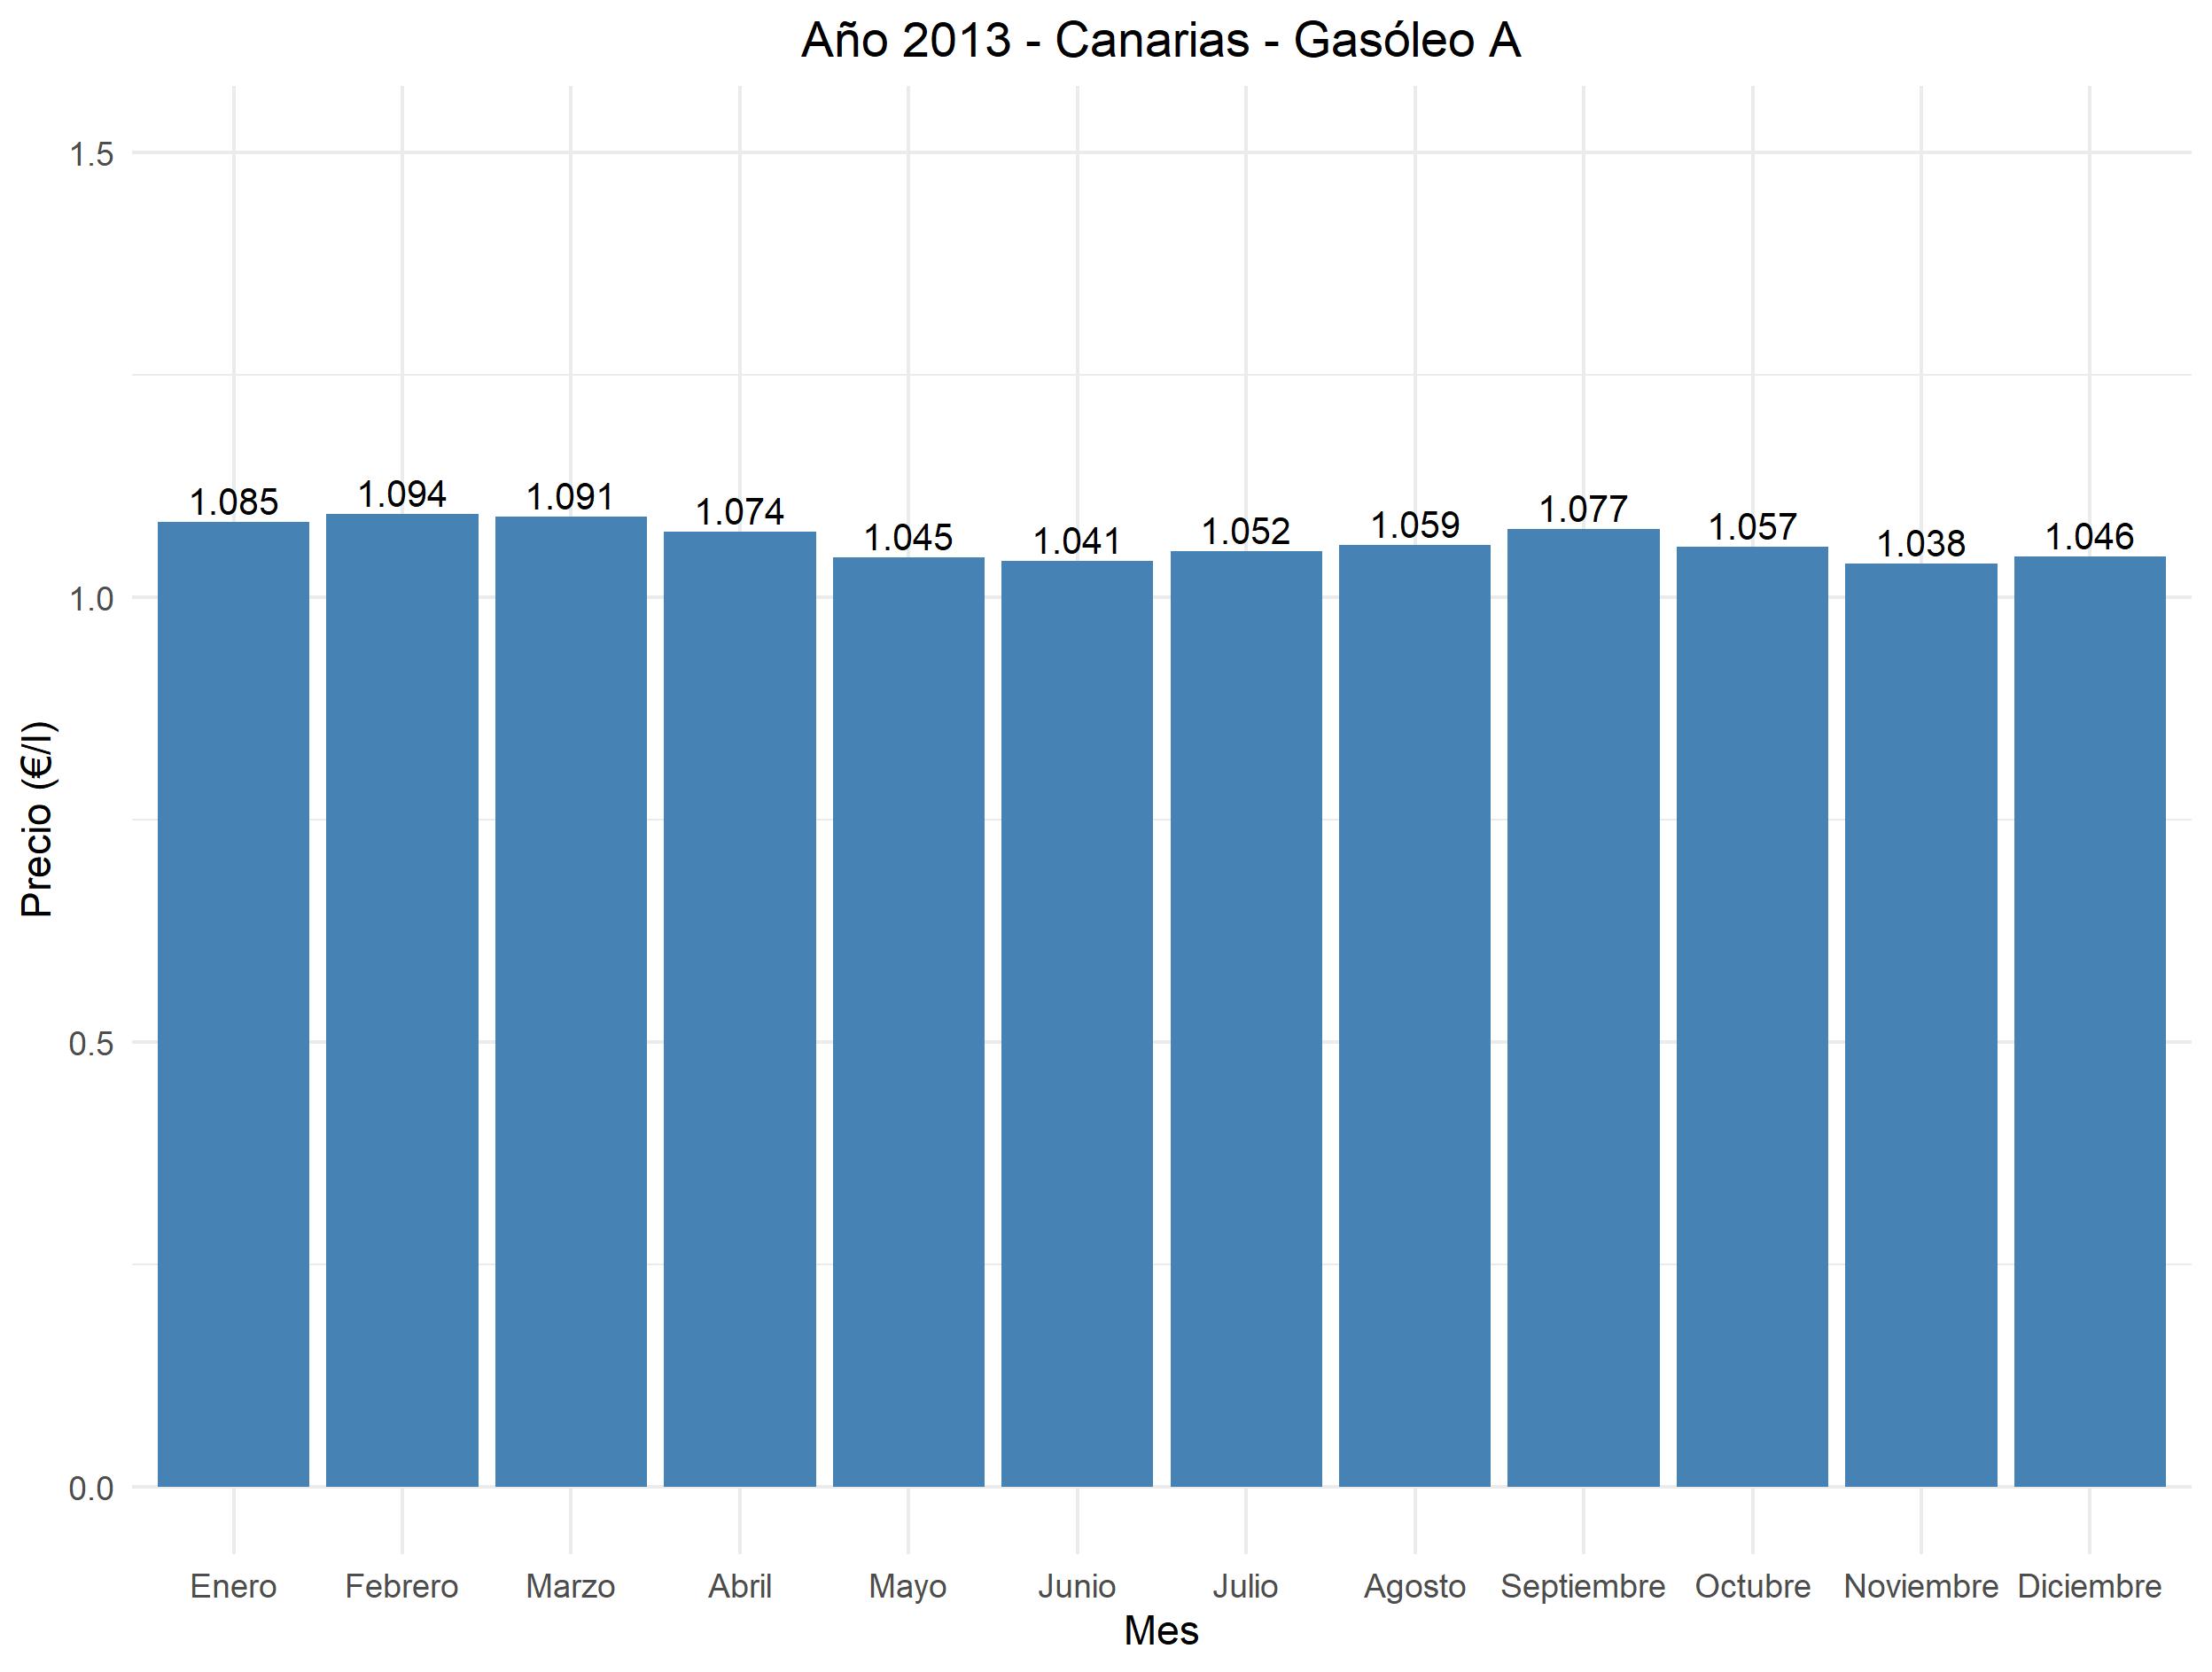 Año 2013 - Canarias - Gasóleo A
1.5
1.0
0.5
0.0
Precio (€/l)
1.085
1.094
1.091
1.074
1.045
1.041
1.052
1.059
1.077
1.057
1.038
1.046
Enero
Febrero
Marzo
Abril
Mayo
Junio
Julio
Agosto
Septiembre
Octubre
Noviembre
Diciembre
Mes